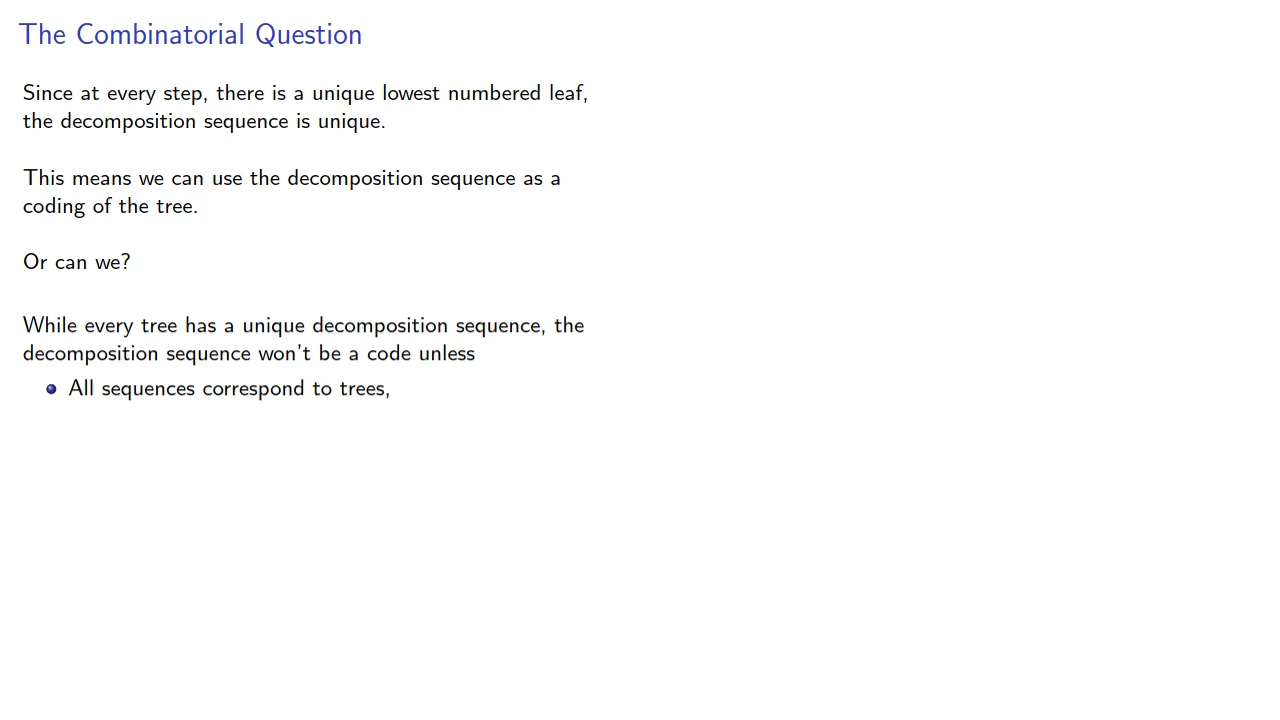 The Combinatorial Question
Since at every step, there is a unique lowest numbered leaf,
the decomposition sequence is unique.
This means we can use the decomposition sequence as a
coding of the tree.
Or can we?
While every tree has a unique decomposition sequence, the
decomposition sequence won't be a code unless
All sequences correspond to trees,